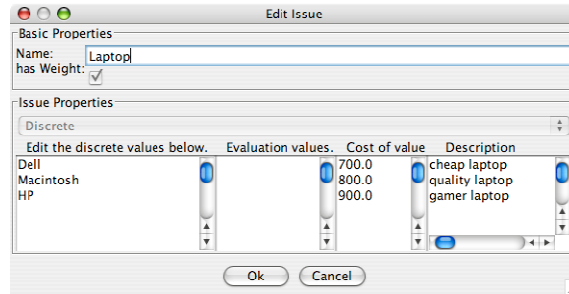 Edit Issue
Basic Properties
Name: Laptop
has Weight:
Issue Properties
Discrete
Edit the discrete values below. Evaluation values. Cost of value Description
Dell 700.0 cheap laptop
Macintosh 800.0 quality laptop
HP 900.0 gamer laptop
Ok Cancel